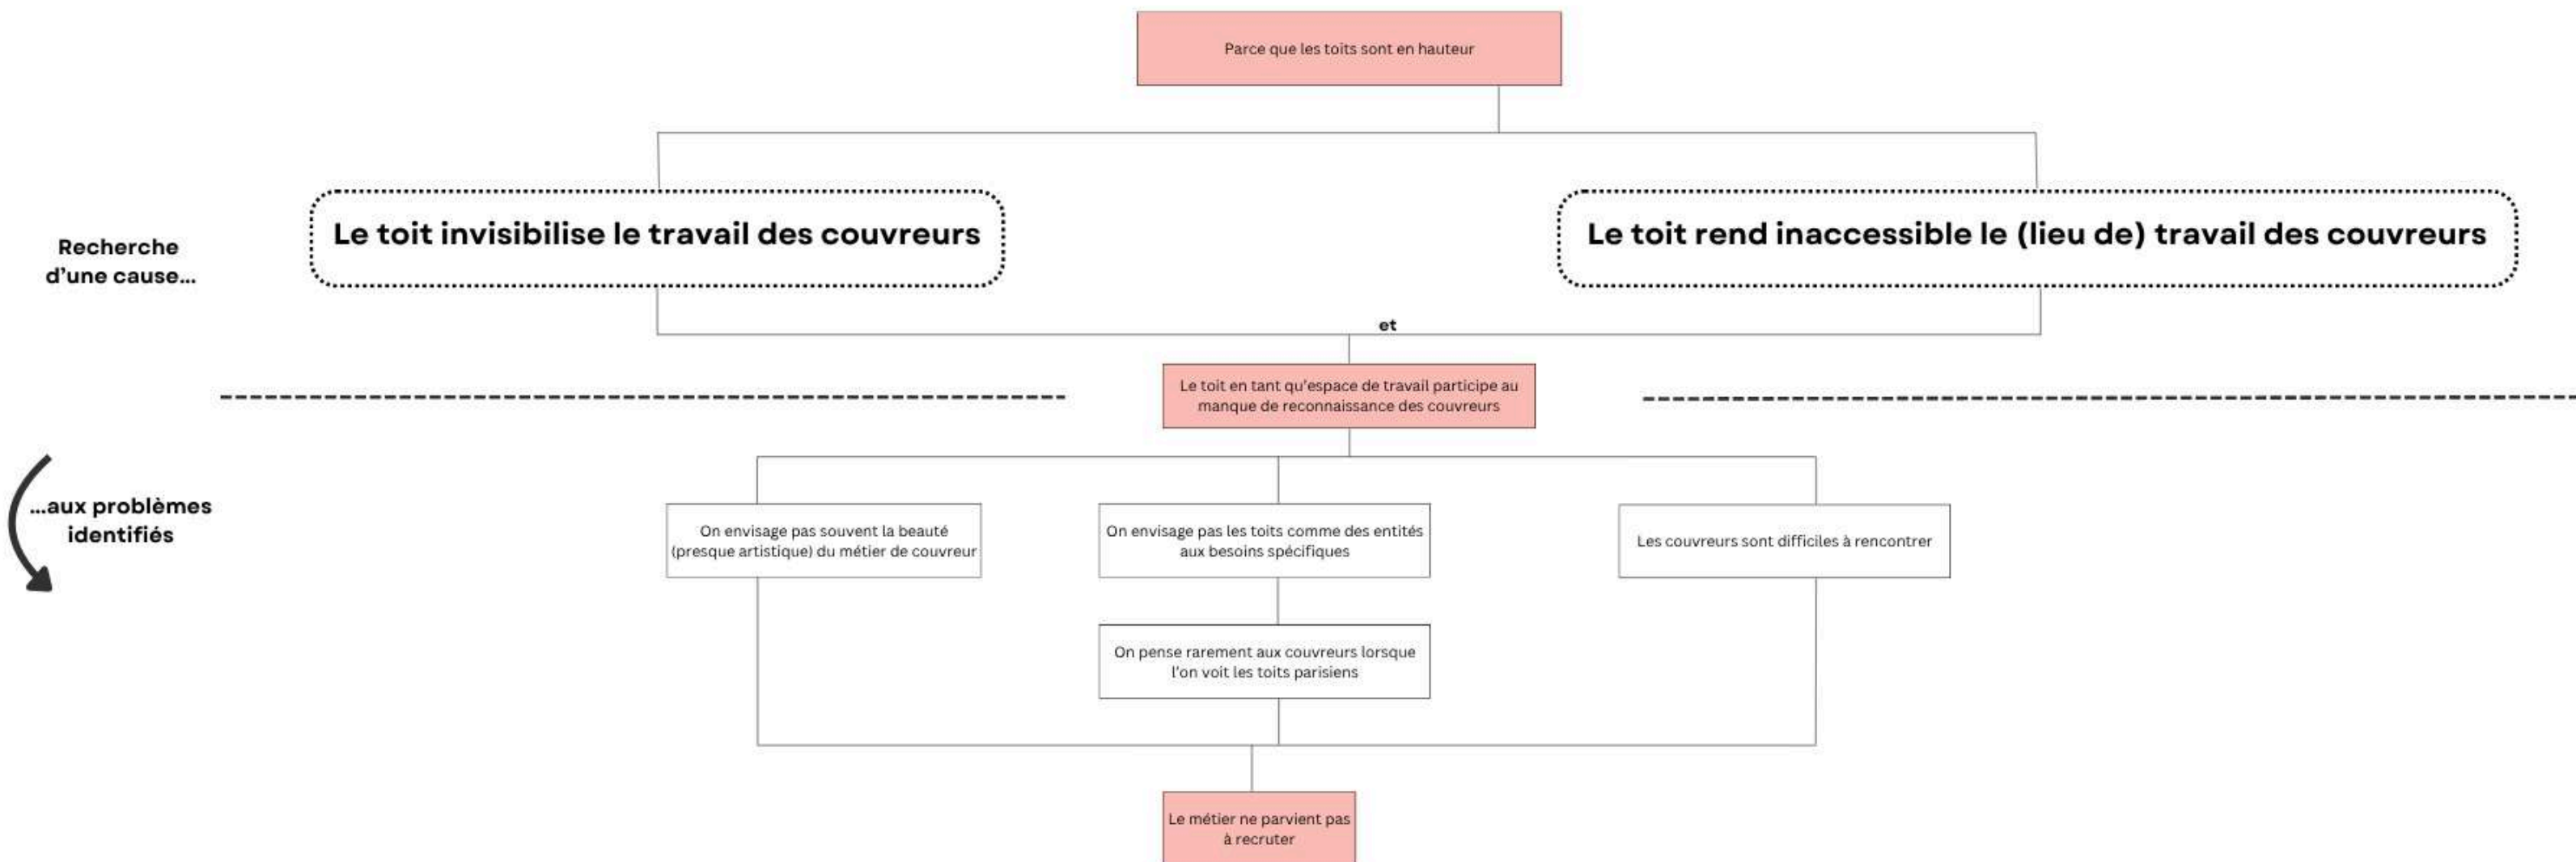 Parce que les toits sont en hauteur
Recherche
d'une cause...
Le toit invisibilise le travail des couvreurs
Le toit rend inaccessible le (lieu de) travail des couvreurs
et
Le toit en tant qu'espace de travail participe au
manque de reconnaissance des couvreurs
...aux problèmes
identifiés
On envisage pas souvent la beauté
(presque artistique) du métier de couvreur
On envisage pas les toits comme des entités
aux besoins spécifiques
Les couvreurs sont difficiles à rencontrer
On pense rarement aux couvreurs lorsque
l'on voit les toits parisiens
Le métier ne parvient pas
à recruter